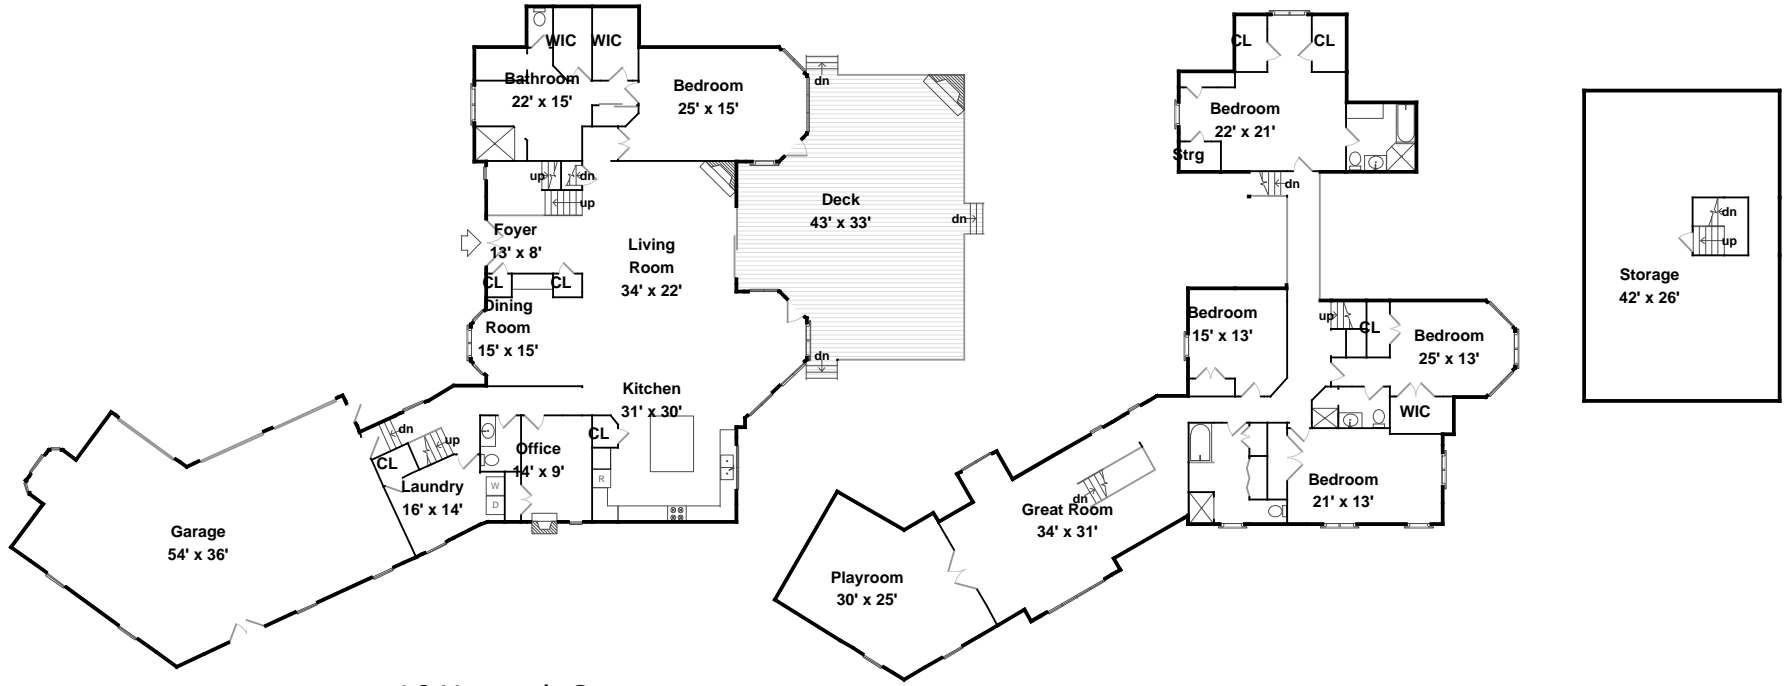 WIC
WIC
Bathroom
22' x 15'
Bedroom
25' x 15'
dn
up
dn
up
Deck
43' x 33'
dn
Foyer
13' x 8'
Living
Room
34' x 22'
CL
CL
Dining
Room
15' x 15'
dn
Kitchen
31' x 30'
dn
up
CL
CL
Office
14' x 9'
Laundry
16' x 14'
W
D
R
Garage
54' x 36'
CL
CL
Bedroom
22' x 21'
Strg
dn
Bedroom
15' x 13'
up
CL
Bedroom
25' x 13'
WIC
Bedroom
21' x 13'
dn
Great Room
34' x 31'
Playroom
30' x 25'
dn
up
Storage
42' x 26'